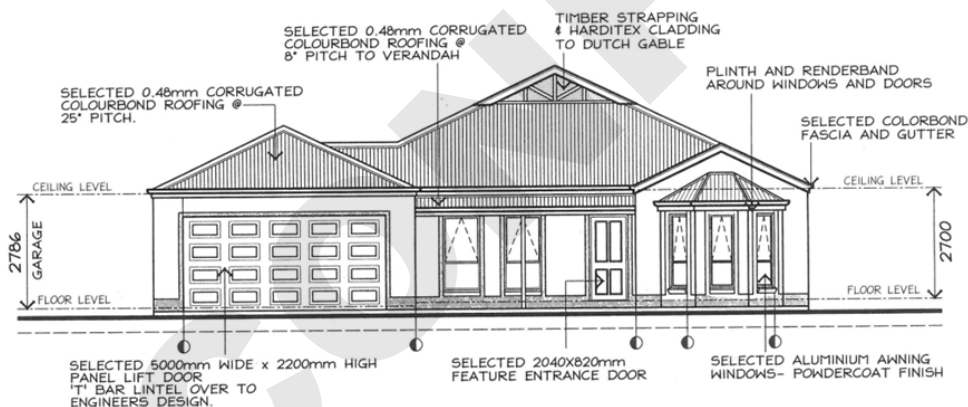 SELECTED 0.48mm CORRUGATED
COLOURBOND ROOFING @
8° PITCH TO VERANDAH
TIMBER STRAPPING
& HARDITEX CLADDING
TO DUTCH GABLE
PLINTH AND RENDERBAND
AROUND WINDOWS AND DOORS
SELECTED 0.48mm CORRUGATED
COLOURBOND ROOFING @
25° PITCH.
SELECTED COLORBOND
FASCIA AND GUTTER
CEILING LEVEL
CEILING LEVEL
2786
GARAGE
2700
FLOOR LEVEL
FLOOR LEVEL
SELECTED 5000mm WIDE x 2200mm HIGH
PANEL LIFT DOOR
'T' BAR LINTEL OVER TO
ENGINEERS DESIGN.
SELECTED 2040X820mm
FEATURE ENTRANCE DOOR
SELECTED ALUMINIUM AWNING
WINDOWS- POWDERCOAT FINISH